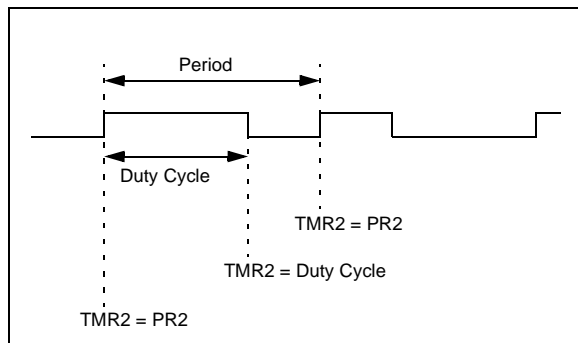 Period
Duty Cycle
TMR2 = PR2
TMR2 = Duty Cycle
TMR2 = PR2